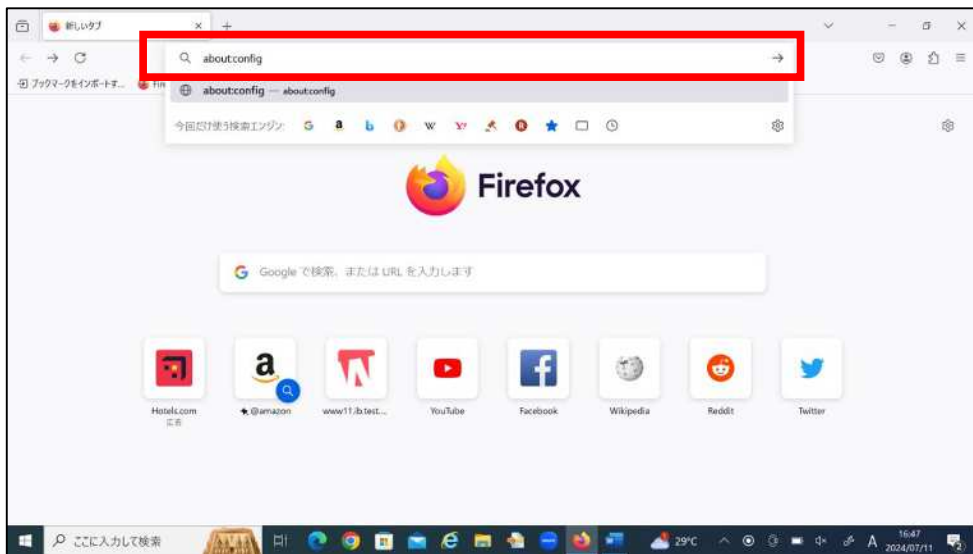 新しいタブ
about:config
ブックマークをインポートす...
about:config — about:config
今回だけ使う検索エンジン:
Firefox
Google で検索、または URL を入力します
Hotels.com
広告
@amazon
YouTube
Facebook
Wikipedia
Reddit
Twitter
ここに入力して検索
29°C
A
16:47
2024/07/11